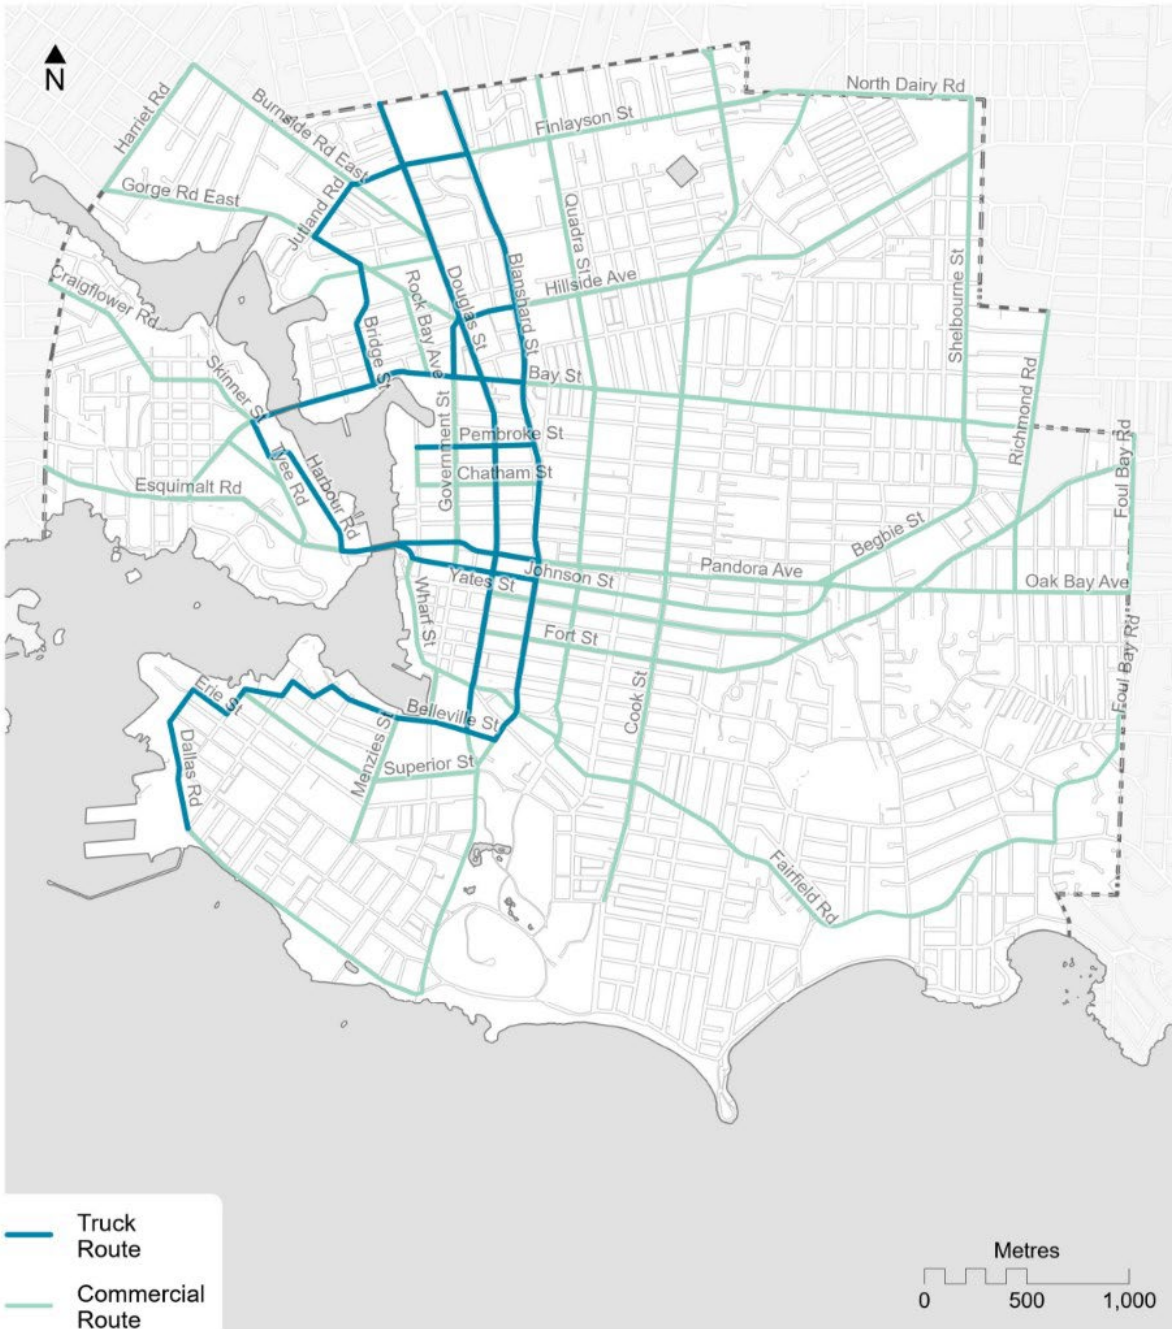 N
Harriet Rd
Burnside Rd East
North Dairy Rd
Finlayson St
Gorge Rd East
Jutland Rd
Quadra St
Blanshard St
Hillside Ave
Craigflower Rd
Rock Bay Ave
Douglas St
Shelbourne St
Bridge St
Skinner St
Bay St
Richmond Rd
Government St
Pembroke St
Foul Bay Rd
Tyee Rd
Harbour Rd
Chatham St
Esquimalt Rd
Begbie St
Johnson St
Pandora Ave
Yates St
Oak Bay Ave
Wharf St
Fort St
Foul Bay Rd
Cook St
Erie St
Belleville St
Menzies St
Dallas Rd
Superior St
Fairfield Rd
Truck
Route
Commercial
Route
Metres
0 500 1,000